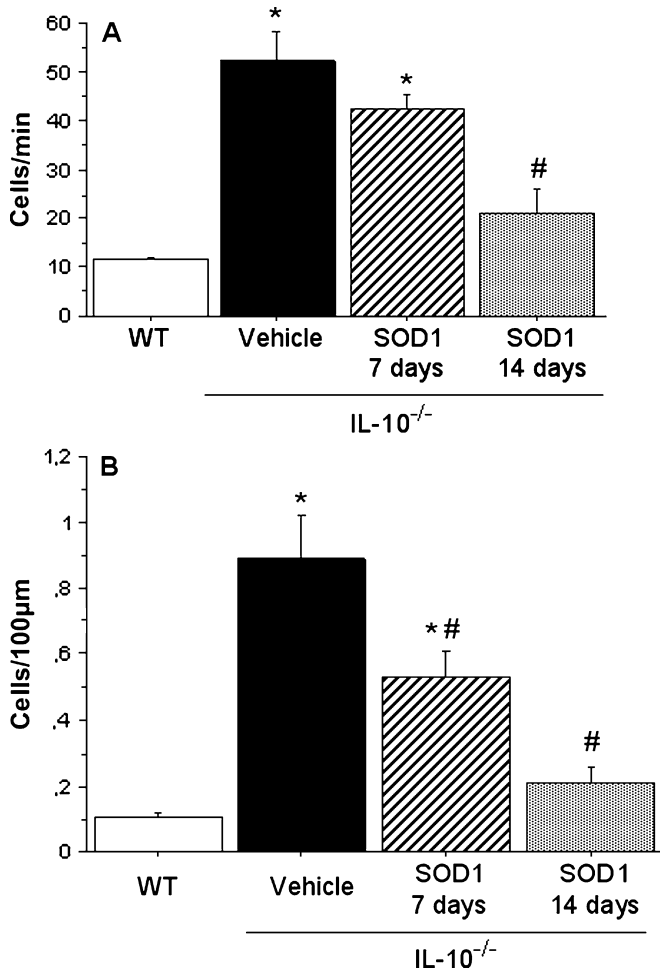 A
Cells/min
60
50
40
30
20
10
0
*
*
#
WT Vehicle SOD1 SOD1
7 days 14 days
IL-10⁻/⁻
B
Cells/100µm
1,2
1
,8
,6
,4
,2
0
*
*#
#
WT Vehicle SOD1 SOD1
7 days 14 days
IL-10⁻/⁻